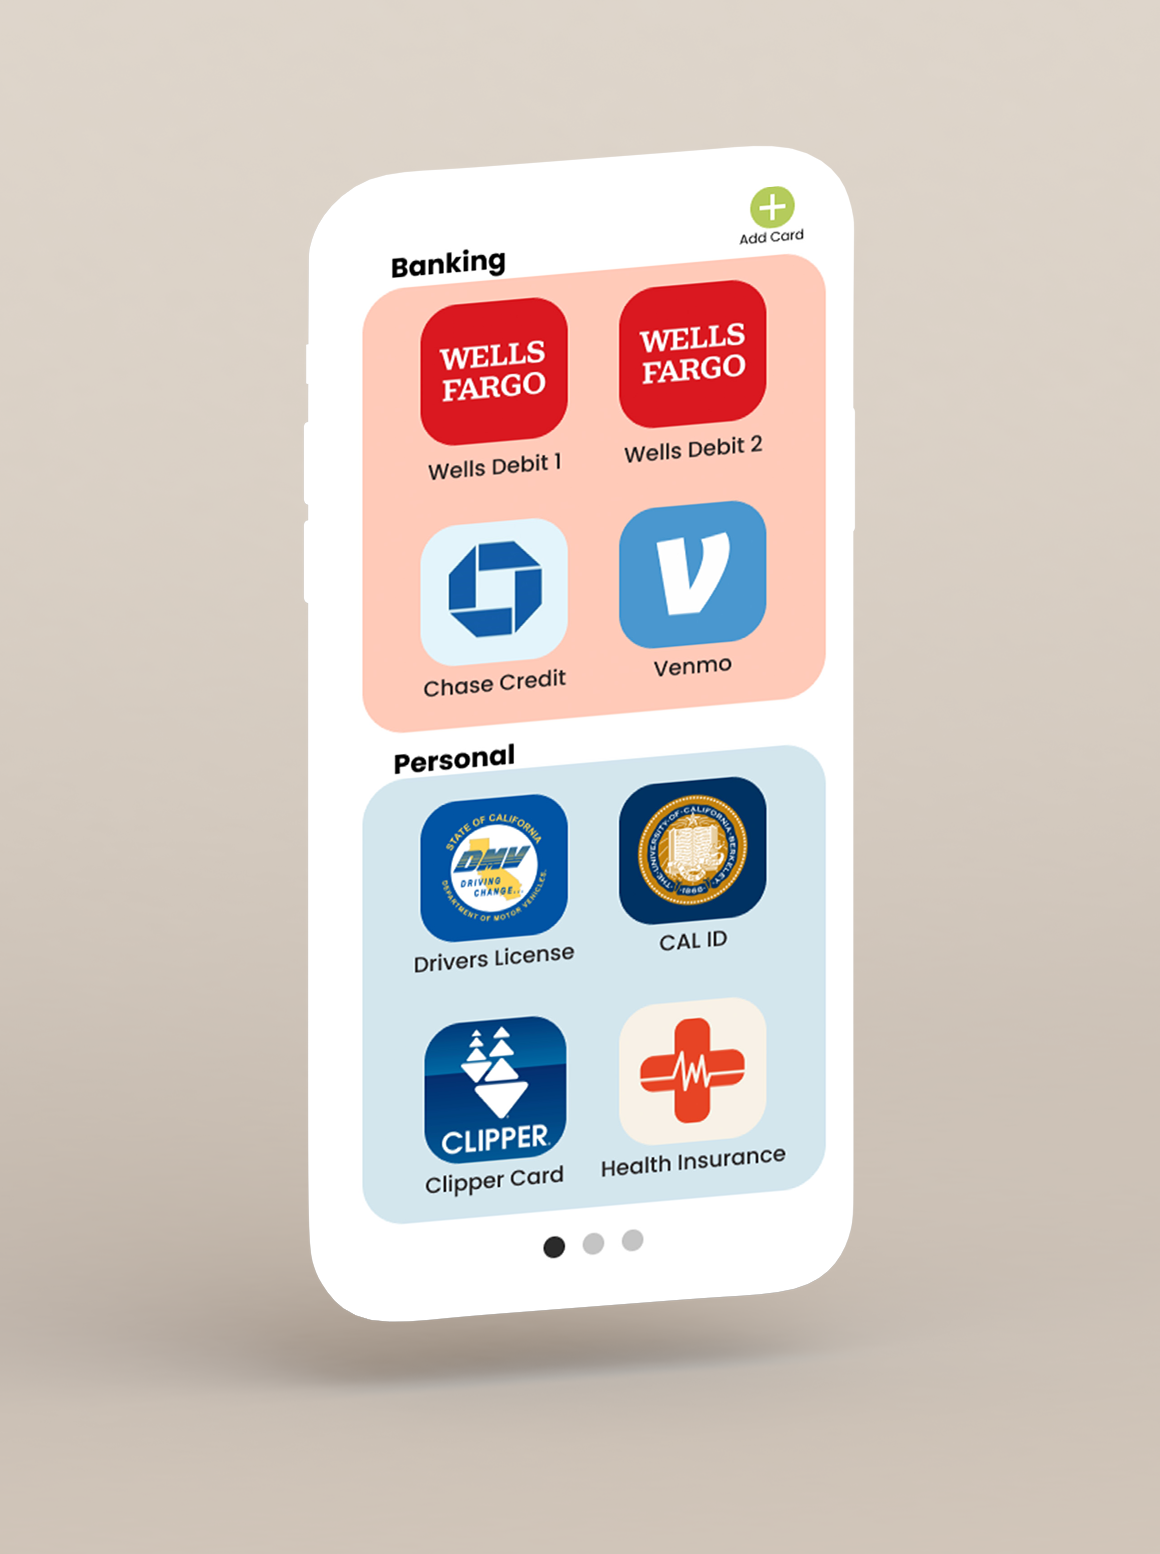 Add Card
Banking
WELLS
FARGO
WELLS
FARGO
Wells Debit 1
Wells Debit 2
V
Chase Credit
Venmo
Personal
STATE OF CALIFORNIA
DMV
DRIVING
CHANGE...
DEPARTMENT OF MOTOR VEHICLES
·THE·UNIVERSITY·OF·CALIFORNIA·BERKELEY·
·1868·
Drivers License
CAL ID
CLIPPER
Clipper Card
Health Insurance